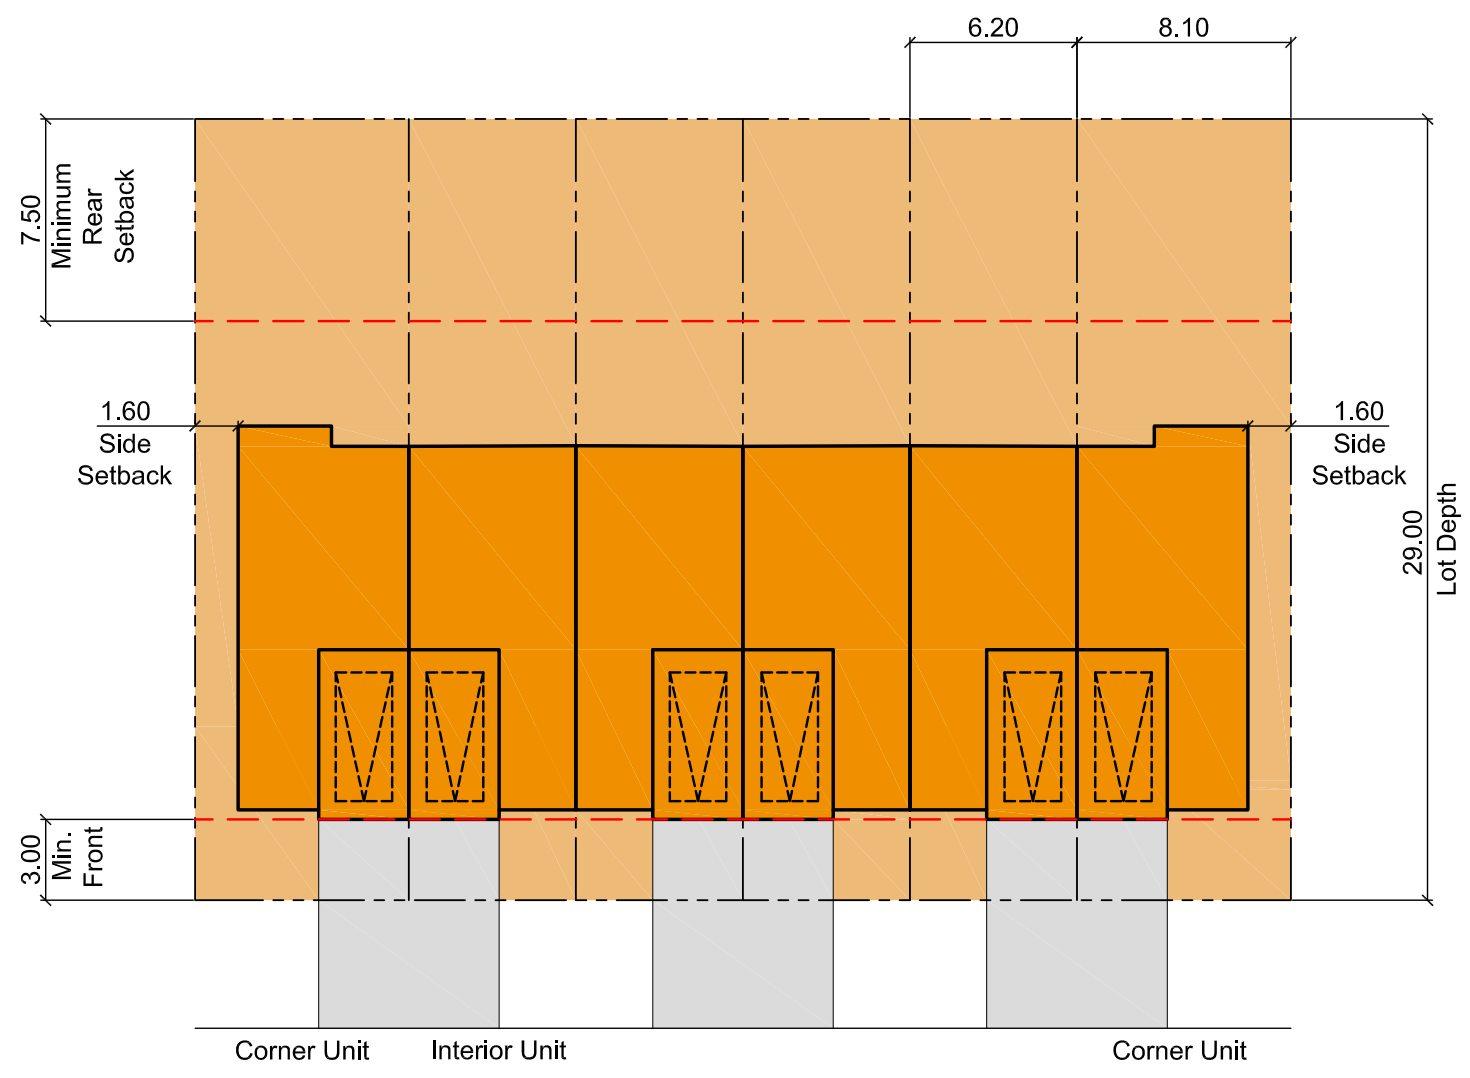 6.20
8.10
7.50
Minimum
Rear
Setback
1.60
Side
Setback
1.60
Side
Setback
29.00
Lot Depth
3.00
Min.
Front
Corner Unit
Interior Unit
Corner Unit